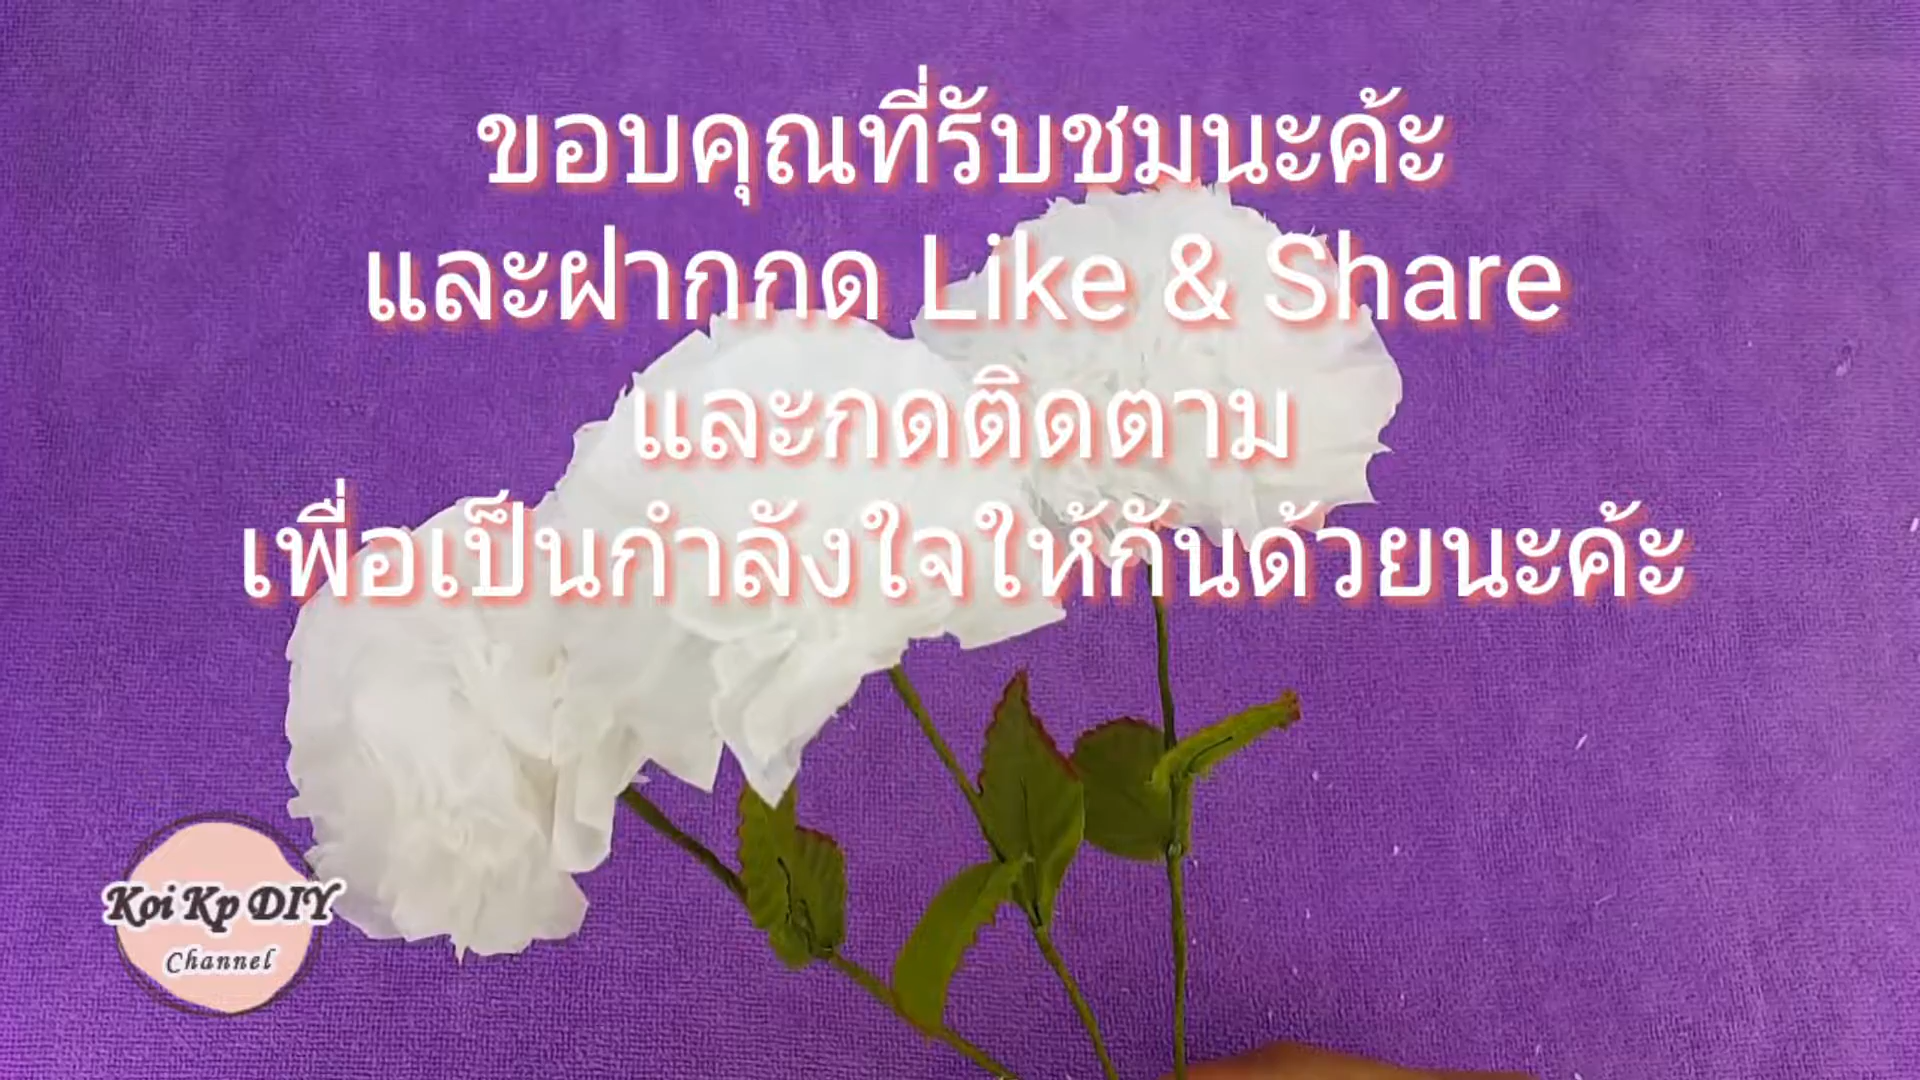 ขอบคุณที่รับชมนะค้ะ
และฝากกด Like & Share
และกดติดตาม
เพื่อเป็นกำลังใจให้กันด้วยนะค้ะ
Koi Kp DIY
Channel